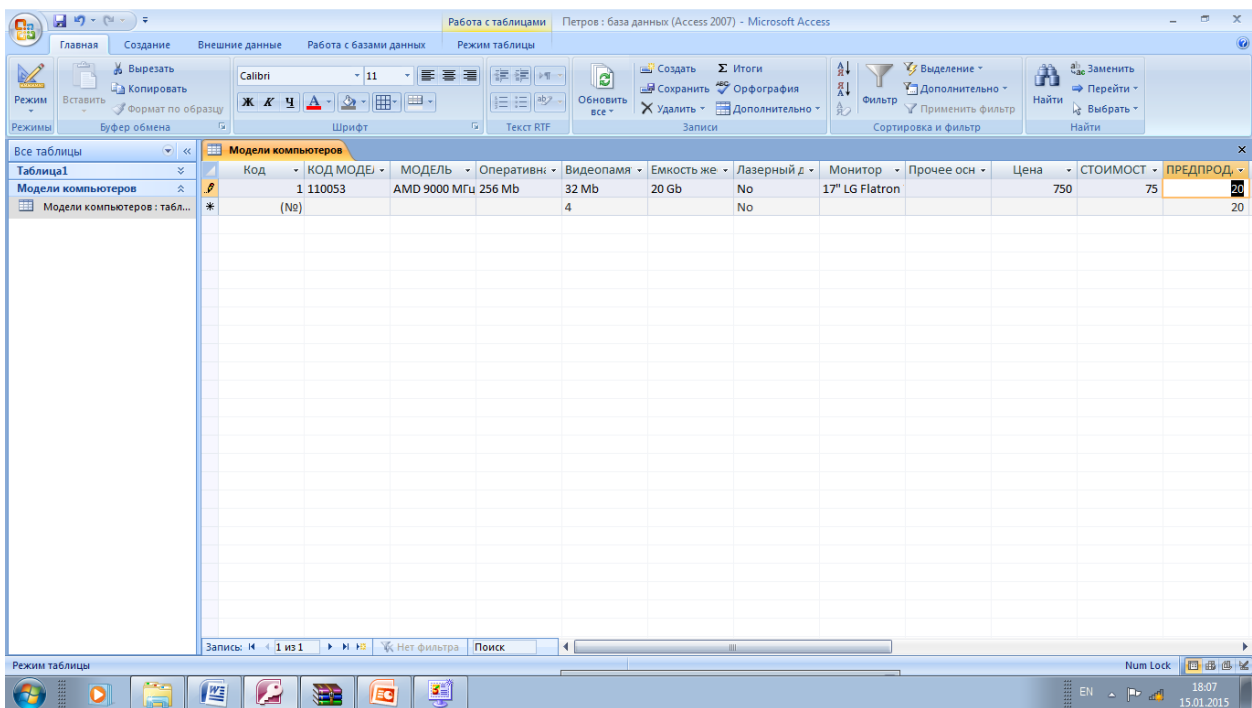 Работа с таблицами Петров : база данных (Access 2007) - Microsoft Access
Главная Создание Внешние данные Работа с базами данных Режим таблицы
Режим
Вставить
Вырезать
Копировать
Формат по образцу
Calibri 11
Ж К Ч А
ab
Обновить все
Создать Σ Итоги
Сохранить ABC Орфография
Удалить Дополнительно
Фильтр
Выделение
Дополнительно
Применить фильтр
Найти
Заменить
Перейти
Выбрать
Режимы Буфер обмена Шрифт Текст RTF Записи Сортировка и фильтр Найти
Все таблицы «
Таблица1
Модели компьютеров
Модели компьютеров : табл...
Модели компьютеров
Код КОД МОДЕЛ МОДЕЛЬ Оперативна Видеопамя Емкость же Лазерный д Монитор Прочее осн Цена СТОИМОСТ ПРЕДПРОД
1 110053 AMD 9000 МГц 256 Mb 32 Mb 20 Gb No 17" LG Flatron 750 75 20
* (№) 4 No 20
Запись: 1 из 1 Нет фильтра Поиск
Режим таблицы Num Lock
EN 18:07
15.01.2015